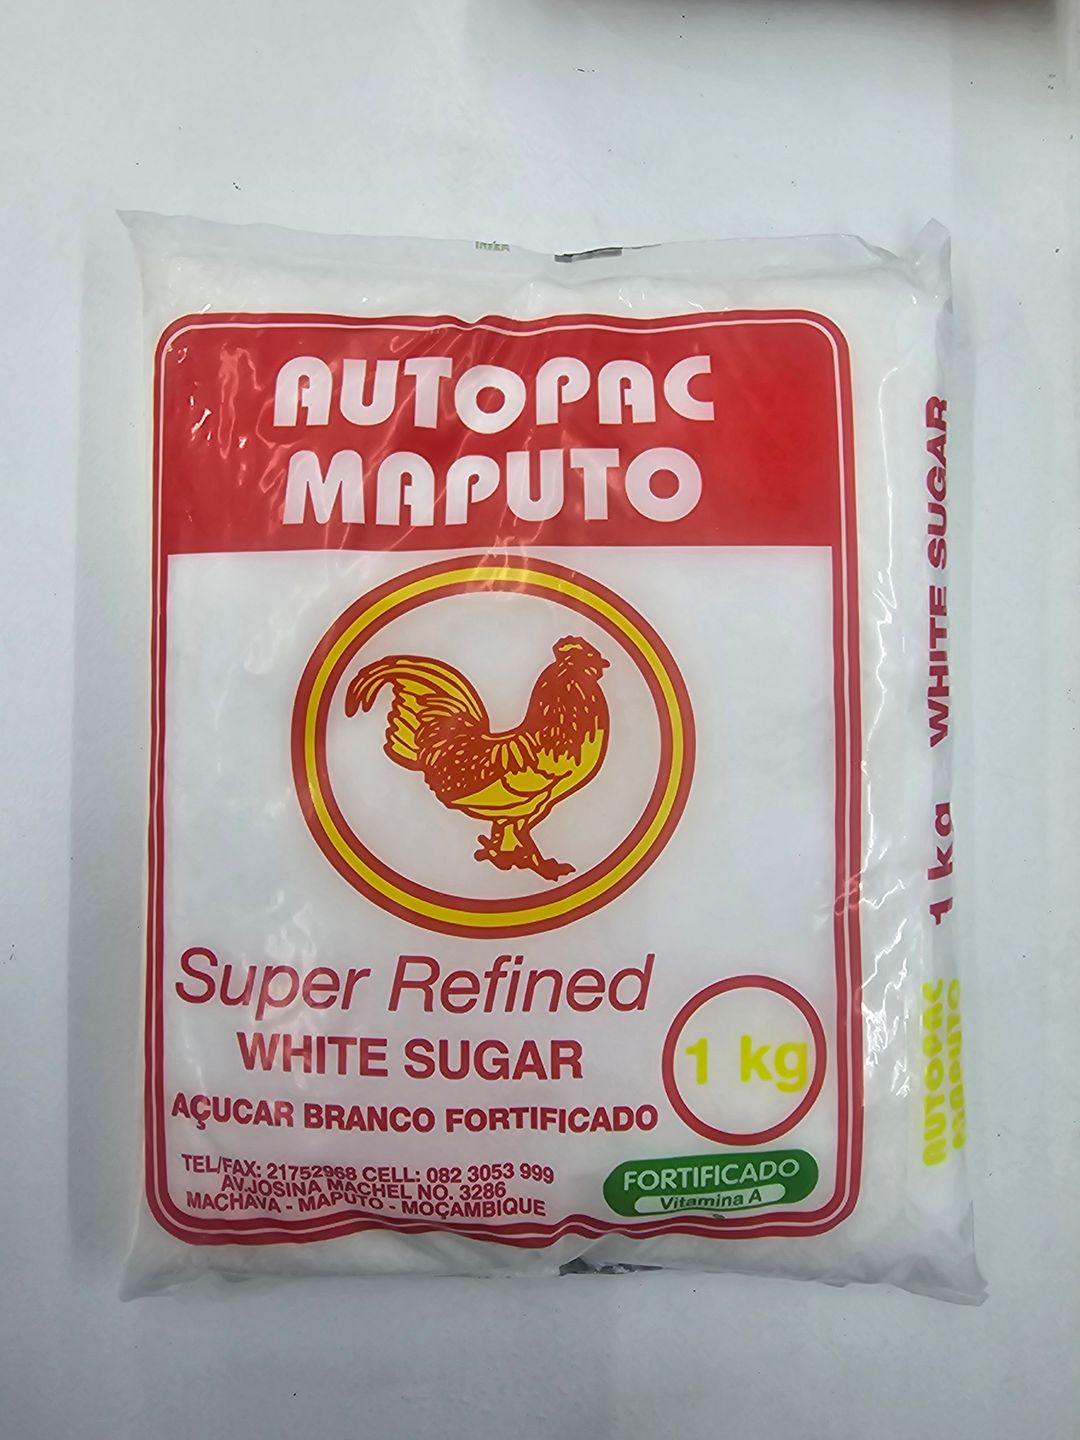 AUTOPAC
MAPUTO
Super Refined
WHITE SUGAR
AÇUCAR BRANCO FORTIFICADO
1 kg
TEL/FAX: 21752968 CELL: 082 3053 999
AV.JOSINA MACHEL NO. 3286
MACHAVA - MAPUTO - MOÇAMBIQUE
FORTIFICADO
Vitamina A
AUTOPAC
MAPUTO
1 kg WHITE SUGAR